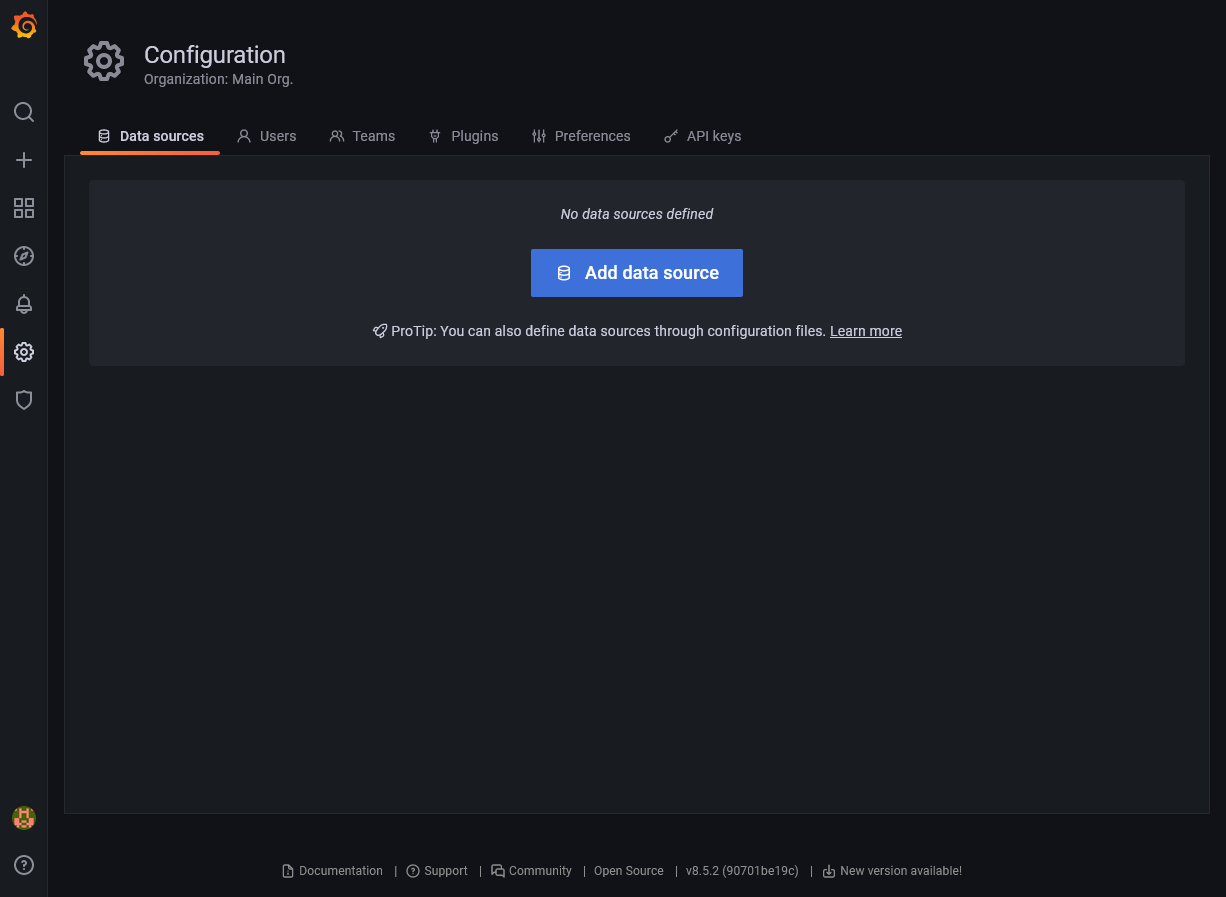 Configuration
Organization: Main Org.
Data sources Users Teams Plugins Preferences API keys
No data sources defined
Add data source
ProTip: You can also define data sources through configuration files. Learn more
Documentation | Support | Community | Open Source | v8.5.2 (90701be19c) | New version available!